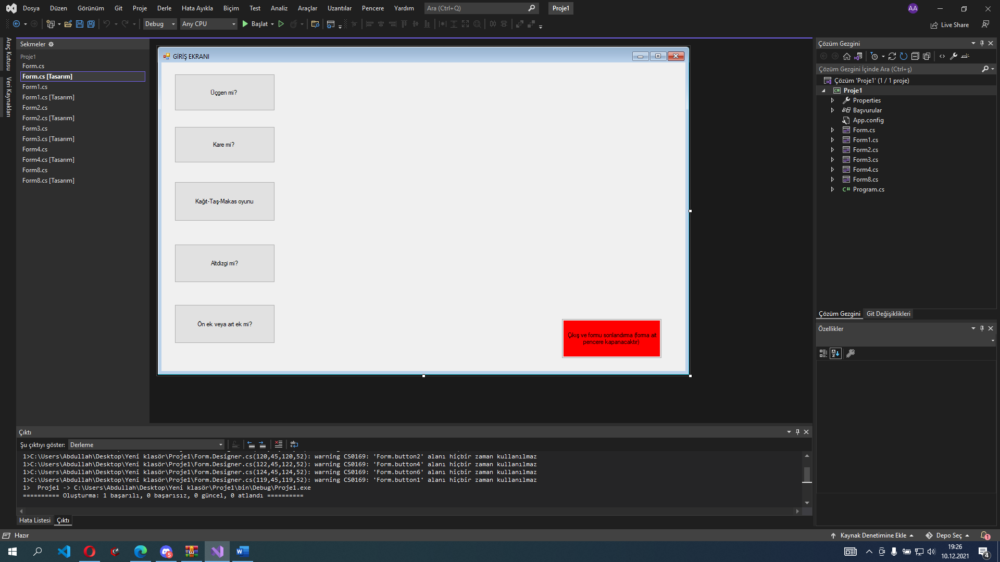 Dosya Düzen Görünüm Git Proje Derle Hata Ayıkla Biçim Test Analiz Araçlar Uzantılar Pencere Yardım Ara (Ctrl+Q) Proje1 AA
Debug Any CPU Başlat Live Share
Araç Kutusu
Veri Kaynakları
Sekmeler
Proje1
Form.cs
Form.cs [Tasarım]
Form1.cs
Form1.cs [Tasarım]
Form2.cs
Form2.cs [Tasarım]
Form3.cs
Form3.cs [Tasarım]
Form4.cs
Form4.cs [Tasarım]
Form8.cs
Form8.cs [Tasarım]
GİRİŞ EKRANI
Üçgen mi?
Kare mi?
Kağıt-Taş-Makas oyunu
Altdizgi mi?
Ön ek veya art ek mi?
Çıkış ve formu sonlandırma (forma ait
pencere kapanacaktır)
Çözüm Gezgini
Çözüm Gezgini İçinde Ara (Ctrl+ş)
Çözüm 'Proje1' (1 / 1 proje)
C# Proje1
Properties
Başvurular
App.config
Form.cs
Form1.cs
Form2.cs
Form3.cs
Form4.cs
Form8.cs
C# Program.cs
Çözüm Gezgini Git Değişiklikleri
Özellikler
Çıktı
Şu çıktıyı göster: Derleme
1>C:\Users\Abdullah\Desktop\Yeni klasör\Proje1\Form.Designer.cs(120,45,120,52): warning CS0169: 'Form.button2' alanı hiçbir zaman kullanılmaz
1>C:\Users\Abdullah\Desktop\Yeni klasör\Proje1\Form.Designer.cs(122,45,122,52): warning CS0169: 'Form.button4' alanı hiçbir zaman kullanılmaz
1>C:\Users\Abdullah\Desktop\Yeni klasör\Proje1\Form.Designer.cs(124,45,124,52): warning CS0169: 'Form.button6' alanı hiçbir zaman kullanılmaz
1>C:\Users\Abdullah\Desktop\Yeni klasör\Proje1\Form.Designer.cs(119,45,119,52): warning CS0169: 'Form.button1' alanı hiçbir zaman kullanılmaz
1>  Proje1 -> C:\Users\Abdullah\Desktop\Yeni klasör\Proje1\bin\Debug\Proje1.exe
========== Oluşturma: 1 başarılı, 0 başarısız, 0 güncel, 0 atlandı ==========
Hata Listesi Çıktı
Hazır Kaynak Denetimine Ekle Depo Seç 1
5 W 19:26
10.12.2021 4